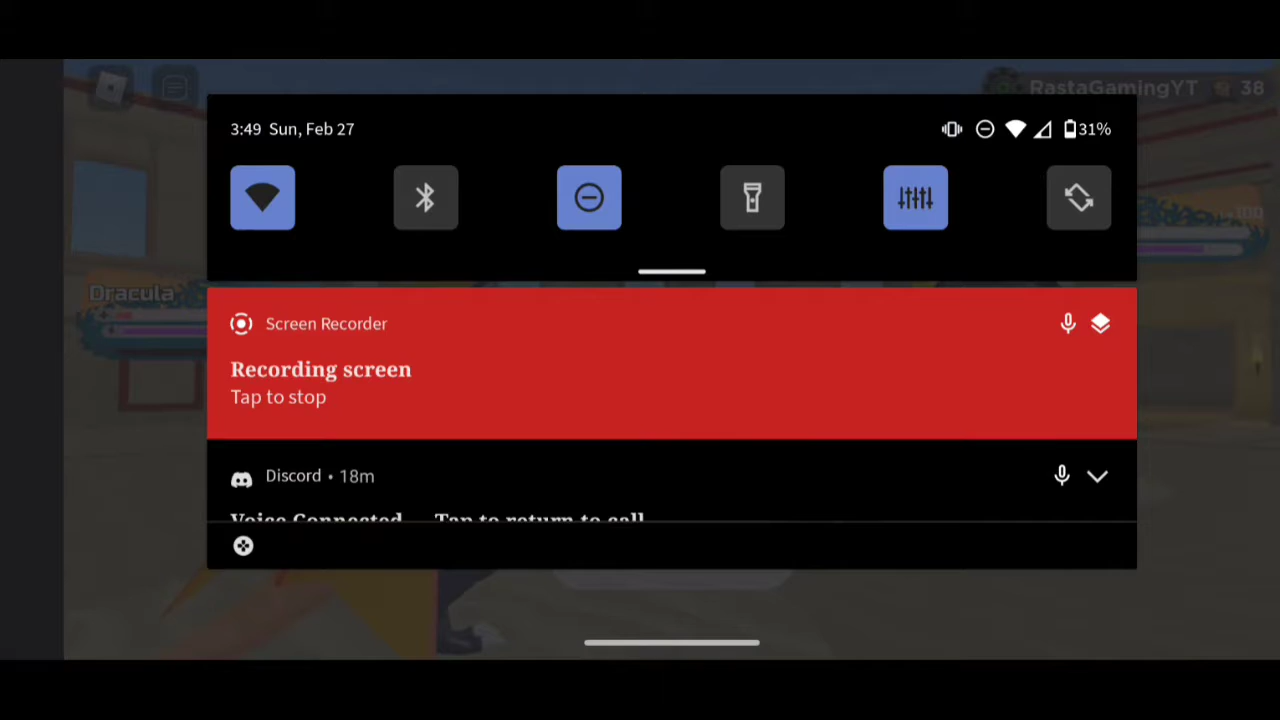 RastaGamingYT 38
3:49 Sun, Feb 27
31%
Dracula
Screen Recorder
Recording screen
Tap to stop
Discord • 18m
Voice Connected — Tap to return to call